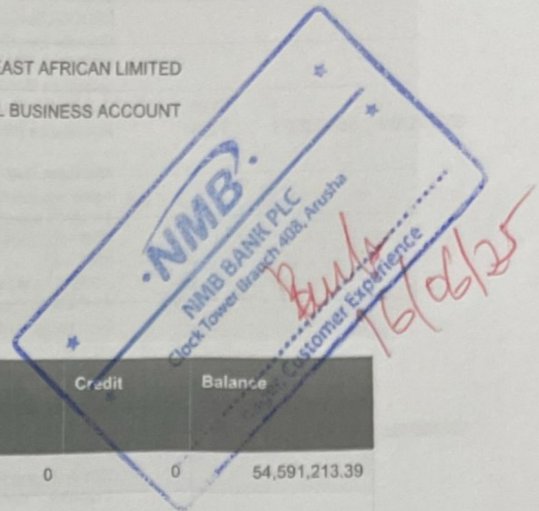 EAST AFRICAN LIMITED
BUSINESS ACCOUNT
NMB
NMB BANK PLC
Clock Tower Branch 408, Arusha
Customer Experience
16/06/25
Credit Balance
0 0 54,591,213.39